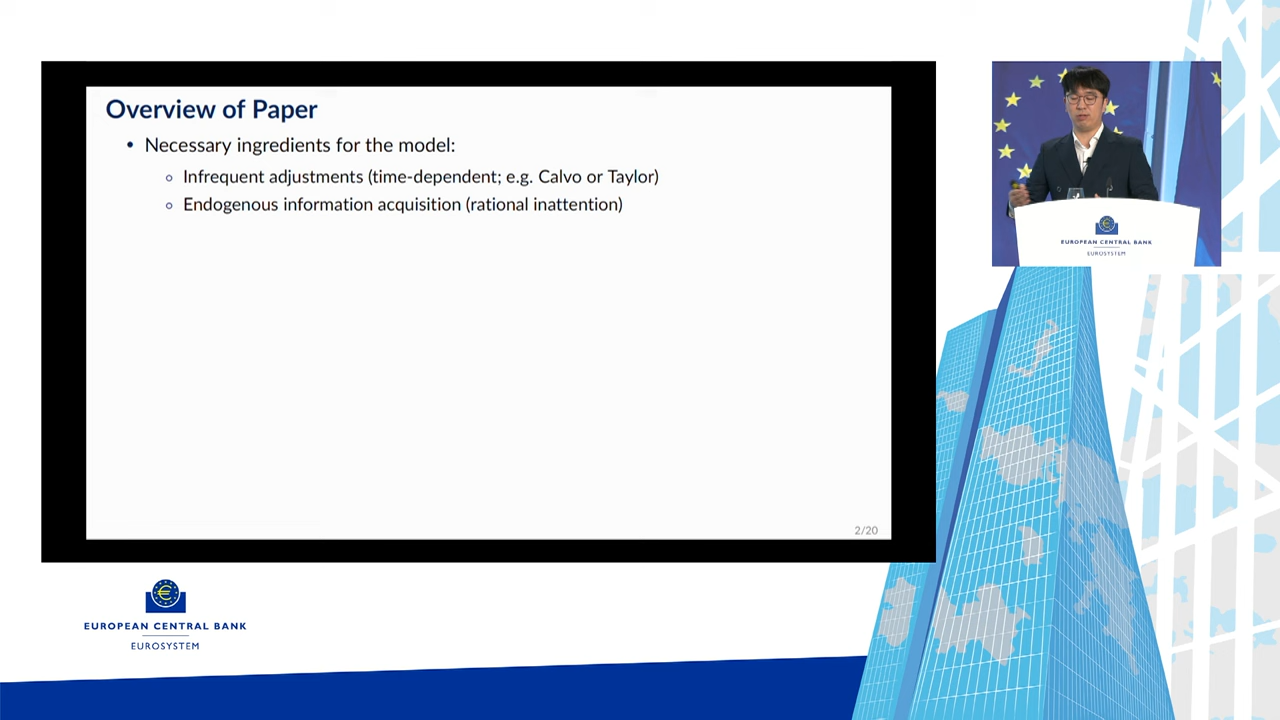 Overview of Paper
• Necessary ingredients for the model:
◦ Infrequent adjustments (time-dependent; e.g. Calvo or Taylor)
◦ Endogenous information acquisition (rational inattention)
2/20
EUROPEAN CENTRAL BANK
EUROSYSTEM
EUROPEAN CENTRAL BANK
EUROSYSTEM